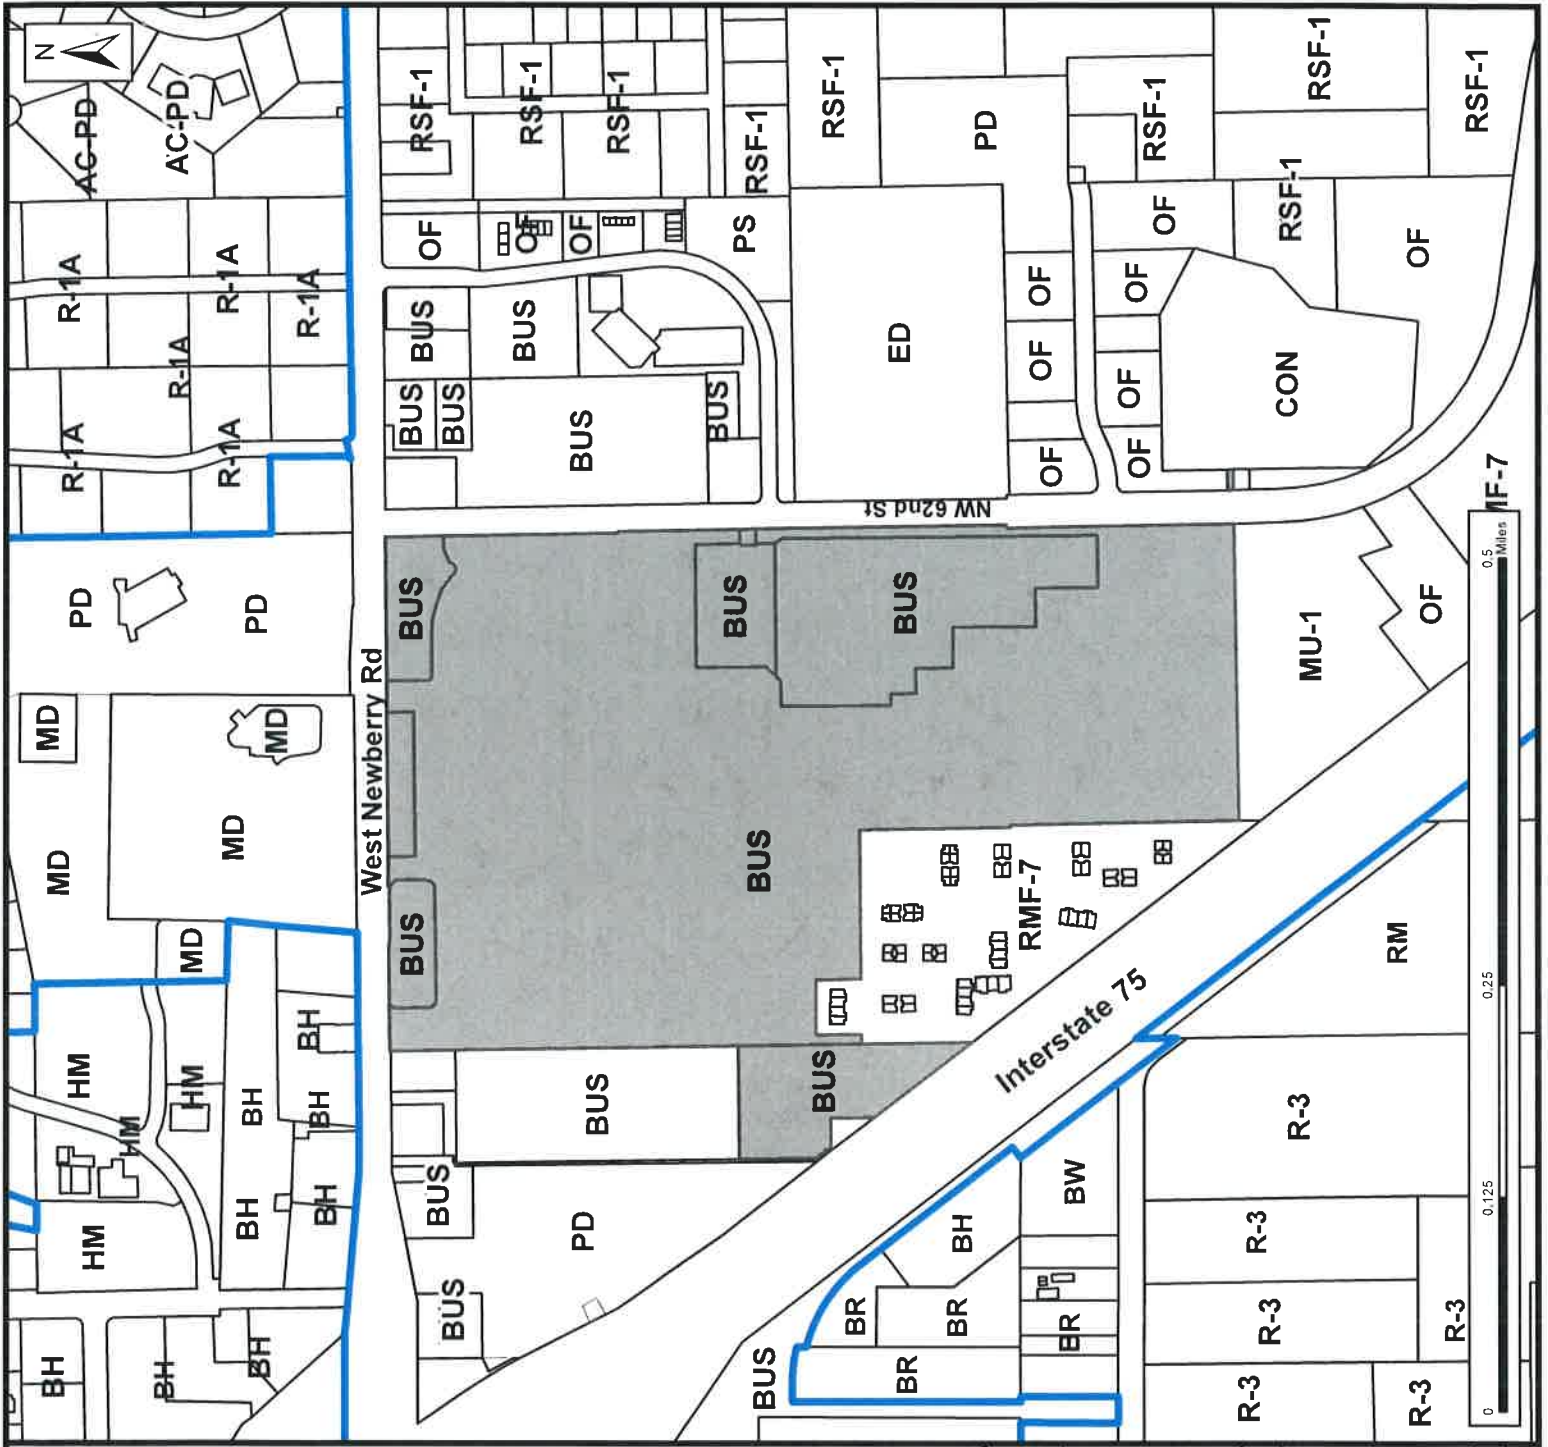 BH
MD
N
HM
HM
MD
PD
R-1A
R-1A
AC-PD
BH
HM
HM
MD
R-1A
AC-PD
BH
BH
BH
MD
MD
PD
R-1A
R-1A
BH
BH
BH
R-1A
West Newberry Rd
BUS
BUS
BUS
BUS
BUS
BUS
BUS
OF
RSF-1
PD
BUS
BUS
BUS
OF
OF
RSF-1
RSF-1
BUS
BUS
BUS
BUS
PS
RSF-1
BUS
BR
BUS
RSF-1
BR
BR
BH
BUS
ED
PD
NW 62nd St
RMF-7
OF
OF
OF
Interstate 75
BR
BW
OF
OF
OF
OF
RSF-1
R-3
R-3
R-3
R-3
MU-1
CON
RSF-1
RSF-1
R-3
R-3
RM
OF
OF
RSF-1
MF-7
0
0.125
0.25
0.5
Miles